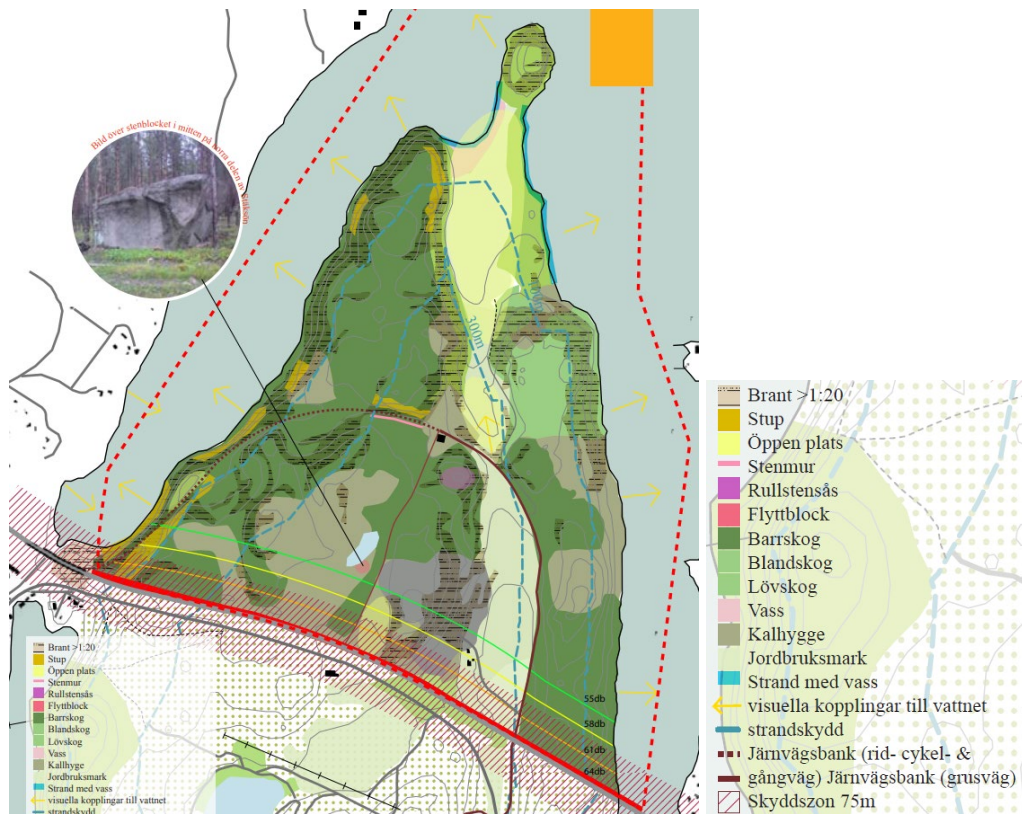 Bild över stenblocket i mitten på norra delen av Stäksön
300m
55db
58db
61db
64db
Brant >1:20
Stup
Öppen plats
Stenmur
Rullstensås
Flyttblock
Barrskog
Blandskog
Lövskog
Vass
Kallhyge
Jordbruksmark
Strand med vass
visuella kopplingar till vattnet
strandskydd
Brant >1:20
Stup
Öppen plats
Stenmur
Rullstensås
Flyttblock
Barrskog
Blandskog
Lövskog
Vass
Kalhygge
Jordbruksmark
Strand med vass
visuella kopplingar till vattnet
strandskydd
Järnvägsbank (rid- cykel- &
gångväg) Järnvägsbank (grusväg)
Skyddszon 75m